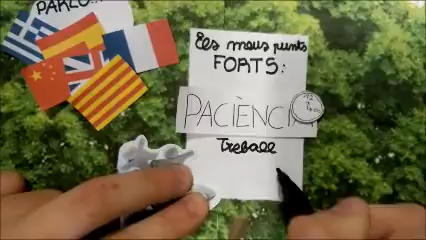 PARLO...
Els meus punts
FORTS:
PACIÈNCIA
Treball